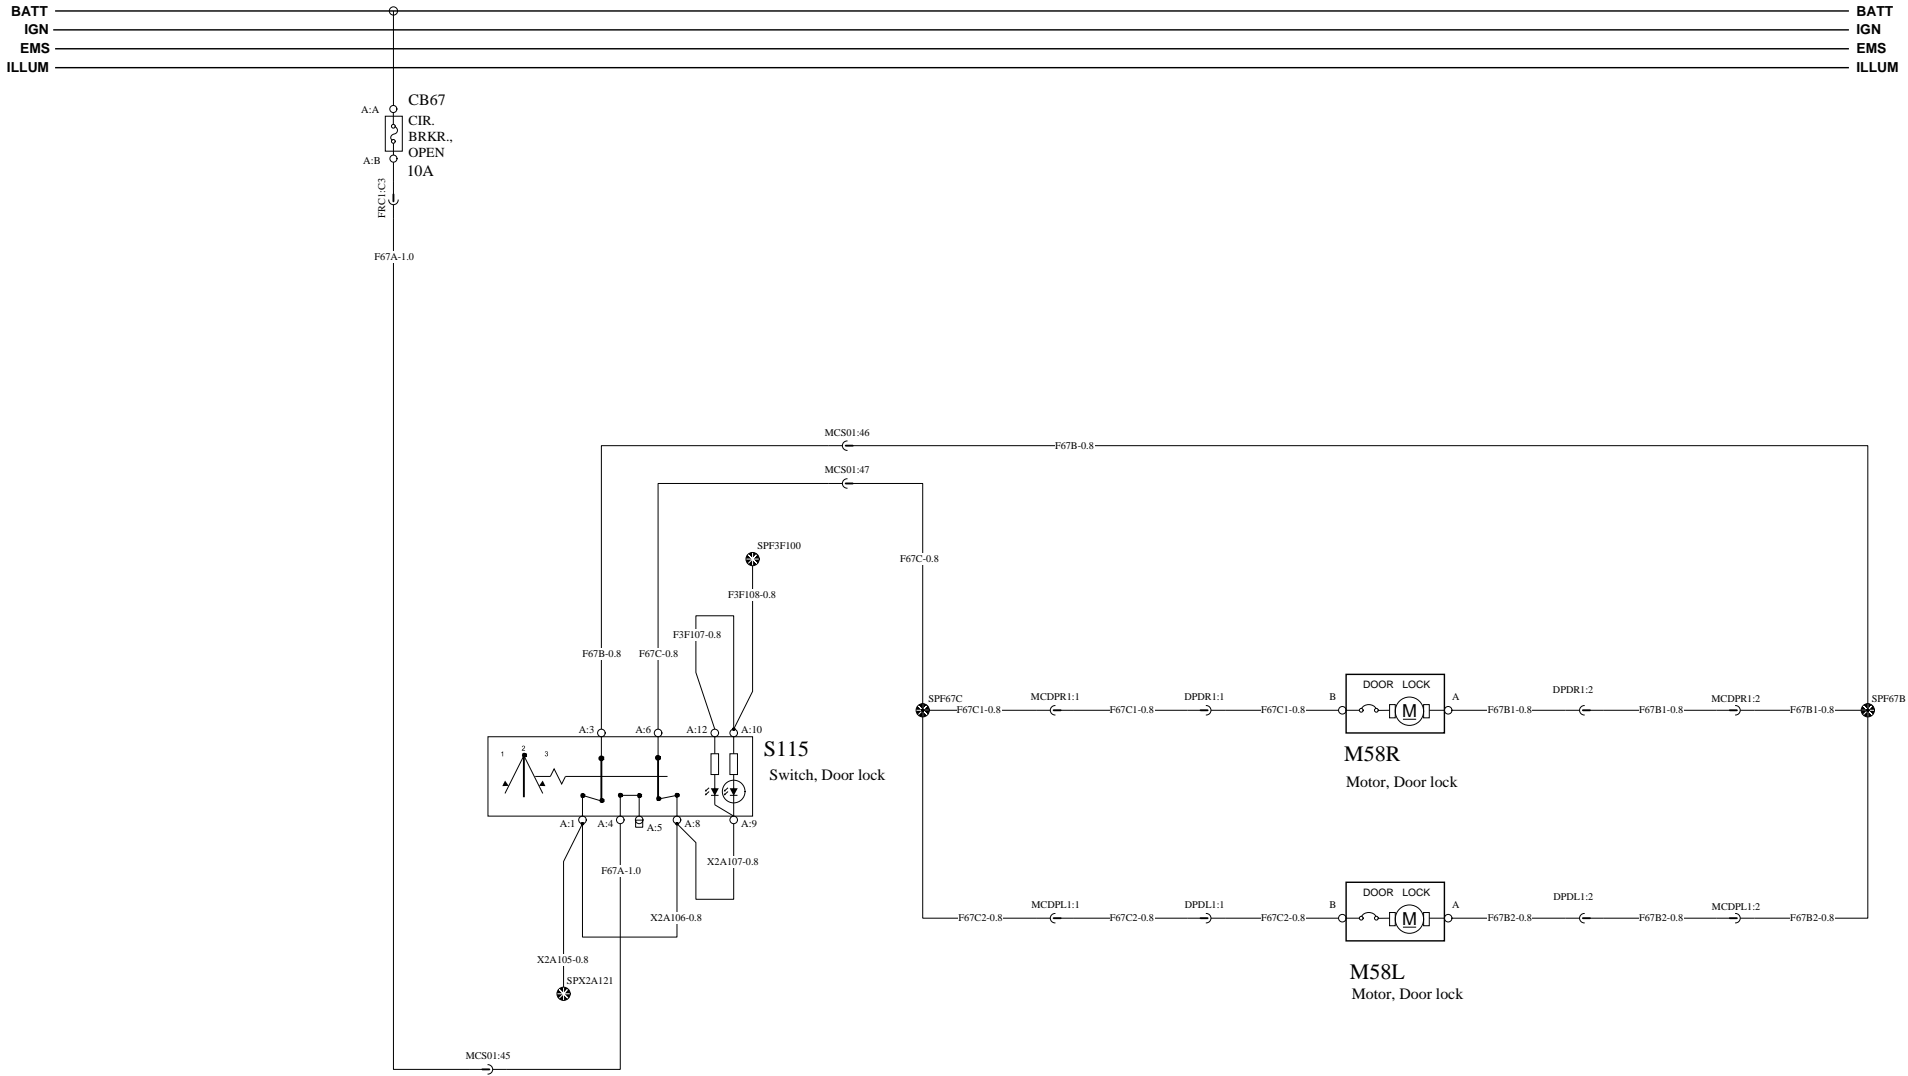 BATT BATT
IGN IGN
EMS EMS
ILLUM ILLUM
CB67
A:A
CIR.
BRKR.,
OPEN
A:B
10A
FRC1:C3
F67A-1.0
MCS01:46
F67B-0.8
MCS01:47
SPF3F100
F67C-0.8
F3F108-0.8
F3F107-0.8
F67B-0.8 F67C-0.8
DOOR LOCK
SPF67C MCDPR1:1 DPDR1:1 B A DPDR1:2 MCDPR1:2 SPF67B
F67C1-0.8 F67C1-0.8 F67C1-0.8 F67B1-0.8 F67B1-0.8 F67B1-0.8
A:3 A:6 A:12 A:10
S115
M58R
1 2 3
Switch, Door lock
Motor, Door lock
A:1 A:4 A:5 A:8 A:9
X2A107-0.8
F67A-1.0
DOOR LOCK
MCDPL1:1 DPDL1:1 B A DPDL1:2 MCDPL1:2
F67C2-0.8 F67C2-0.8 F67C2-0.8 F67B2-0.8 F67B2-0.8 F67B2-0.8
X2A106-0.8
X2A105-0.8
M58L
SPX2A121
Motor, Door lock
MCS01:45
M
M